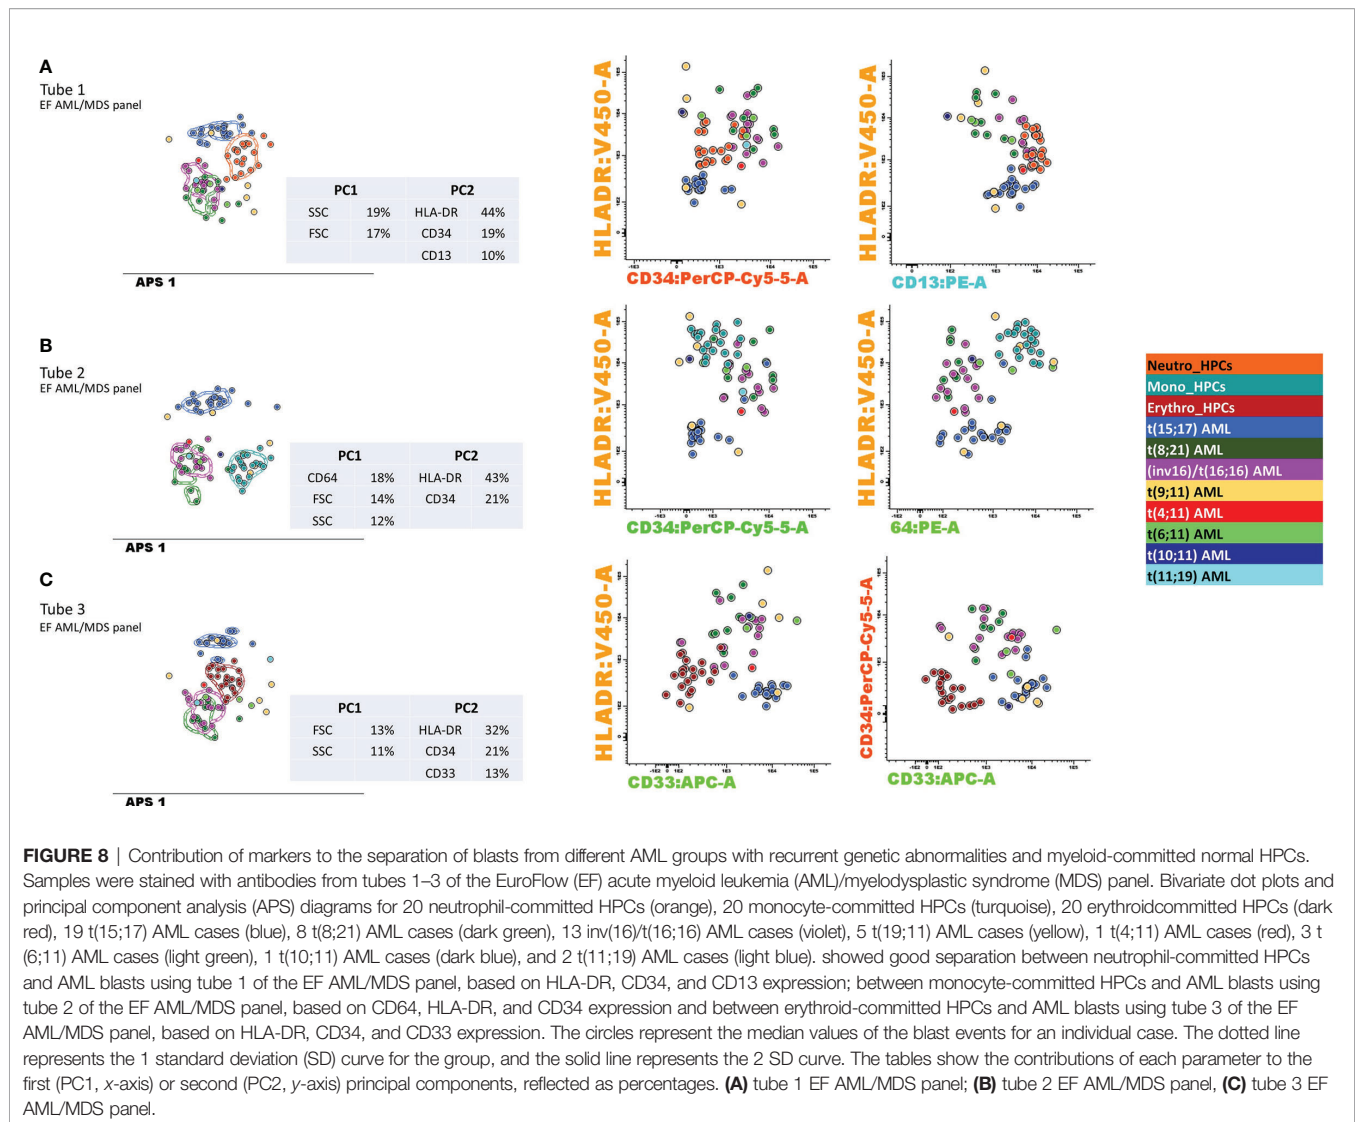 A
Tube 1
EF AML/MDS panel
PC1 PC2
SSC 19% HLA-DR 44%
FSC 17% CD34 19%
CD13 10%
APS 1
HLADR:V450-A
CD34:PerCP-Cy5-5-A
HLADR:V450-A
CD13:PE-A
B
Tube 2
EF AML/MDS panel
PC1 PC2
CD64 18% HLA-DR 43%
FSC 14% CD34 21%
SSC 12%
APS 1
HLADR:V450-A
CD34:PerCP-Cy5-5-A
HLADR:V450-A
64:PE-A
C
Tube 3
EF AML/MDS panel
PC1 PC2
FSC 13% HLA-DR 32%
SSC 11% CD34 21%
CD33 13%
APS 1
HLADR:V450-A
CD33:APC-A
CD34:PerCP-Cy5-5-A
CD33:APC-A
Neutro_HPCs
Mono_HPCs
Erythro_HPCs
t(15;17) AML
t(8;21) AML
(inv16)/t(16;16) AML
t(9;11) AML
t(4;11) AML
t(6;11) AML
t(10;11) AML
t(11;19) AML
FIGURE 8 | Contribution of markers to the separation of blasts from different AML groups with recurrent genetic abnormalities and myeloid-committed normal HPCs.
Samples were stained with antibodies from tubes 1–3 of the EuroFlow (EF) acute myeloid leukemia (AML)/myelodysplastic syndrome (MDS) panel. Bivariate dot plots and
principal component analysis (APS) diagrams for 20 neutrophil-committed HPCs (orange), 20 monocyte-committed HPCs (turquoise), 20 erythroidcommitted HPCs (dark
red), 19 t(15;17) AML cases (blue), 8 t(8;21) AML cases (dark green), 13 inv(16)/t(16;16) AML cases (violet), 5 t(19;11) AML cases (yellow), 1 t(4;11) AML cases (red), 3 t
(6;11) AML cases (light green), 1 t(10;11) AML cases (dark blue), and 2 t(11;19) AML cases (light blue). showed good separation between neutrophil-committed HPCs
and AML blasts using tube 1 of the EF AML/MDS panel, based on HLA-DR, CD34, and CD13 expression; between monocyte-committed HPCs and AML blasts using
tube 2 of the EF AML/MDS panel, based on CD64, HLA-DR, and CD34 expression and between erythroid-committed HPCs and AML blasts using tube 3 of the EF
AML/MDS panel, based on HLA-DR, CD34, and CD33 expression. The circles represent the median values of the blast events for an individual case. The dotted line
represents the 1 standard deviation (SD) curve for the group, and the solid line represents the 2 SD curve. The tables show the contributions of each parameter to the
first (PC1, x-axis) or second (PC2, y-axis) principal components, reflected as percentages. (A) tube 1 EF AML/MDS panel; (B) tube 2 EF AML/MDS panel, (C) tube 3 EF
AML/MDS panel.